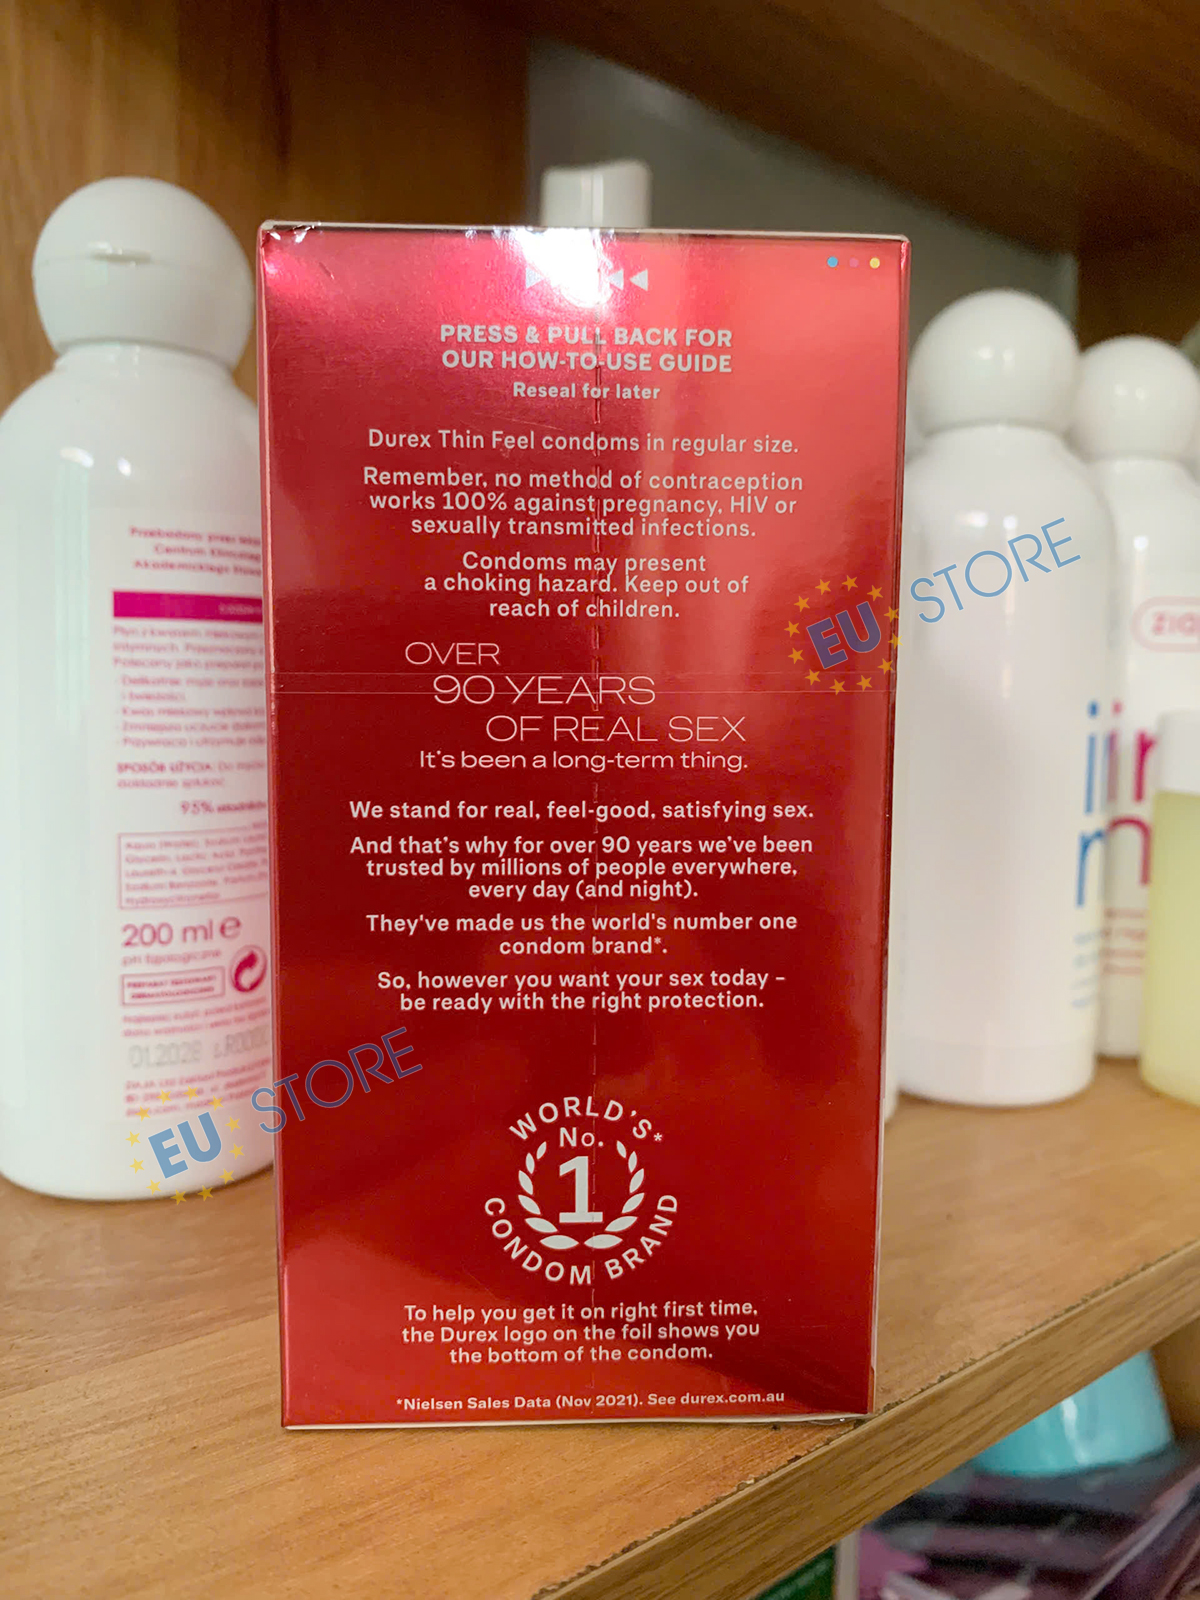 PRESS & PULL BACK FOR
OUR HOW-TO-USE GUIDE
Reseal for later
Durex Thin Feel condoms in regular size.
Remember, no method of contraception
works 100% against pregnancy, HIV or
sexually transmitted infections.
Condoms may present
a choking hazard. Keep out of
reach of children.
OVER
90 YEARS
OF REAL SEX
It's been a long-term thing.
We stand for real, feel-good, satisfying sex.
And that's why for over 90 years we've been
trusted by millions of people everywhere,
every day (and night).
They've made us the world's number one
condom brand*.
So, however you want your sex today –
be ready with the right protection.
WORLD'S*
No.
1
CONDOM BRAND
To help you get it on right first time,
the Durex logo on the foil shows you
the bottom of the condom.
*Nielsen Sales Data (Nov 2021). See durex.com.au
EU STORE
EU STORE
SPOSÓB UŻYCIA:
95%
200 ml e
01.2028